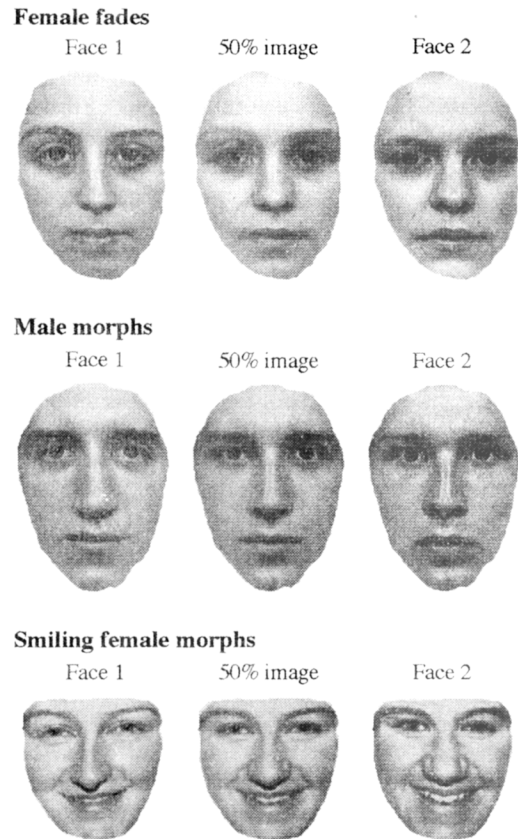 Female fades
Face 1 50% image Face 2
Male morphs
Face 1 50% image Face 2
Smiling female morphs
Face 1 50% image Face 2